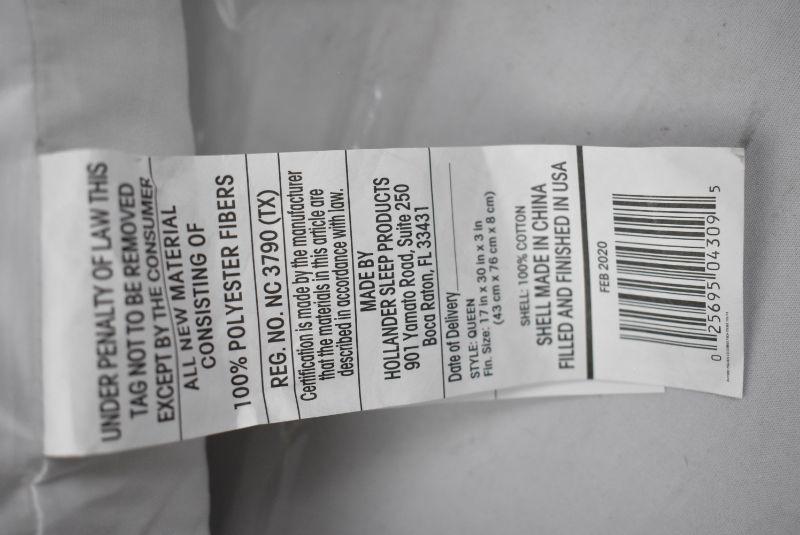 UNDER PENALTY OF LAW THIS
TAG NOT TO BE REMOVED
EXCEPT BY THE CONSUMER
ALL NEW MATERIAL
CONSISTING OF
100% POLYESTER FIBERS
REG. NO. NC 3790 (TX)
Certification is made by the manufacturer
that the materials in this article are
described in accordance with law.
MADE BY
HOLLANDER SLEEP PRODUCTS
901 Yamato Road, Suite 250
Boca Raton, FL 33431
Date of Delivery
STYLE: QUEEN
Fin. Size: 17 in x 30 in x 3 in
(43 cm x 76 cm x 8 cm)
SHELL: 100% COTTON
SHELL MADE IN CHINA
FILLED AND FINISHED IN USA
FEB 2020
0 25695 04309 5